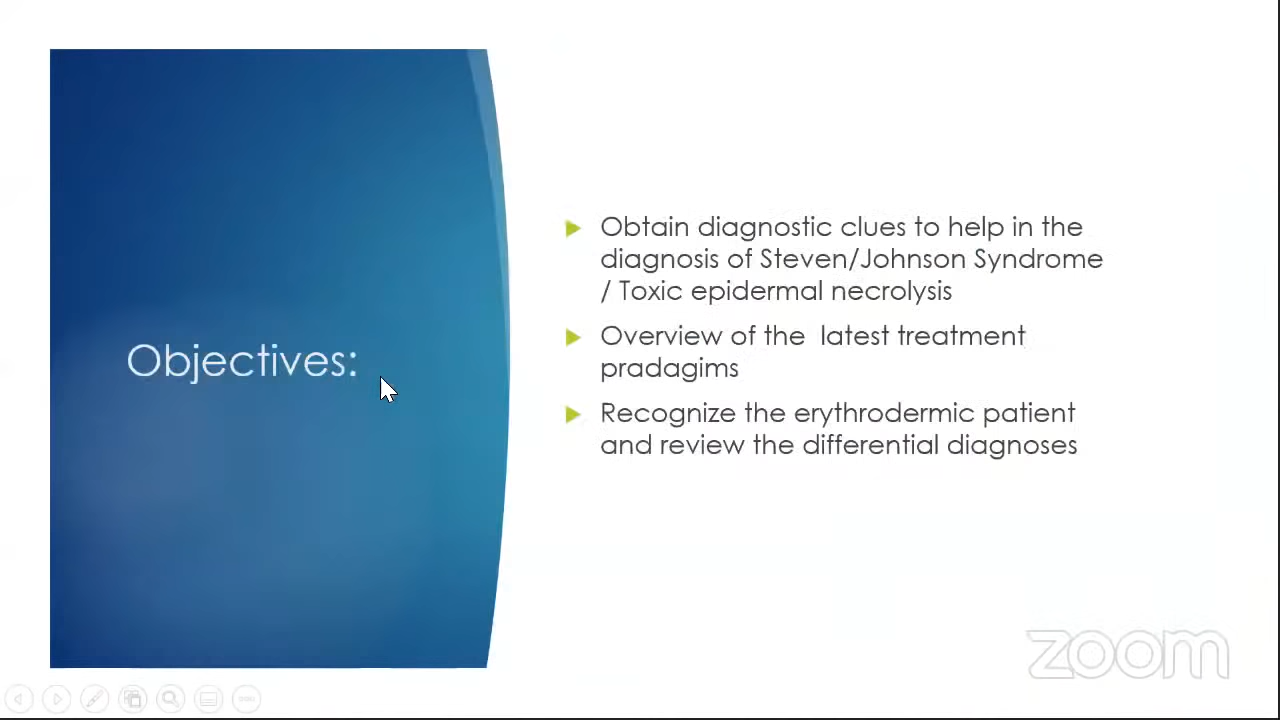 Objectives:
Obtain diagnostic clues to help in the
diagnosis of Steven/Johnson Syndrome
/ Toxic epidermal necrolysis
Overview of the latest treatment
pradagims
Recognize the erythrodermic patient
and review the differential diagnoses
zoom